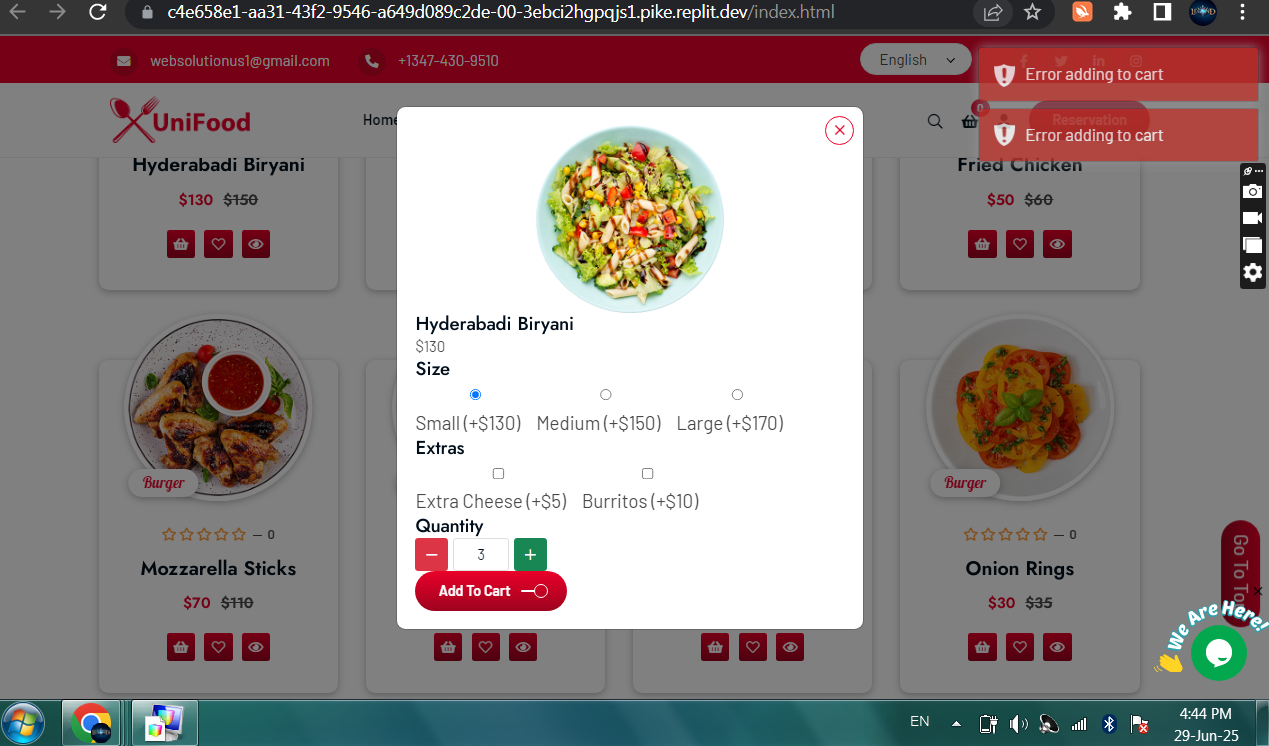 c4e658e1-aa31-43f2-9546-a649d089c2de-00-3ebci2hgpqjs1.pike.replit.dev/index.html
websolutionus1@gmail.com
+1347-430-9510
English
Error adding to cart
UniFood
Home
0
Reservation
Error adding to cart
Hyderabadi Biryani
Fried Chicken
$130 $150
$50 $60
Hyderabadi Biryani
$130
Size
Small (+$130) Medium (+$150) Large (+$170)
Extras
Extra Cheese (+$5) Burritos (+$10)
Quantity
3
Add To Cart
Burger
Burger
— 0
— 0
Mozzarella Sticks
Onion Rings
$70 $110
$30 $35
Go To To
We Are Here!
EN
4:44 PM
29-Jun-25